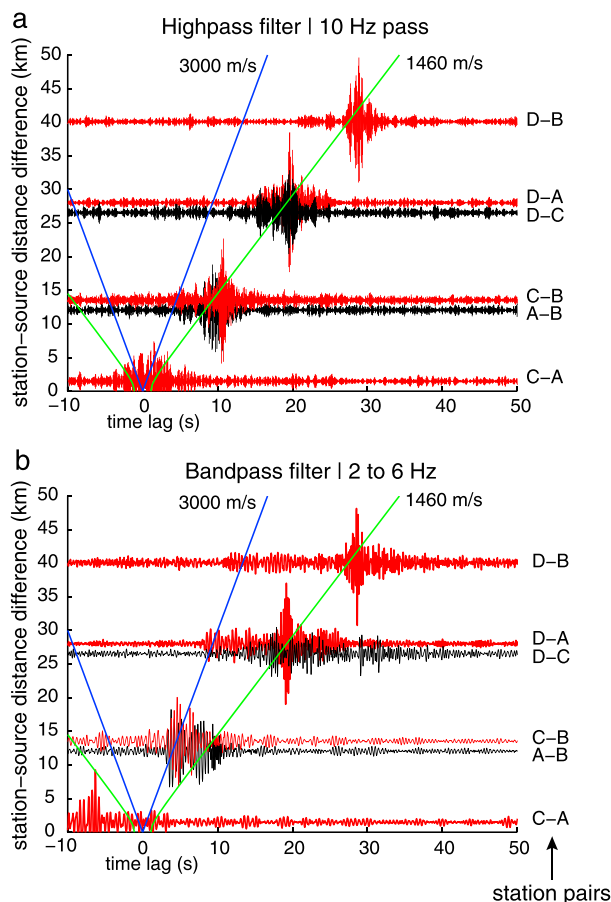 a
Highpass filter | 10 Hz pass
station−source distance difference (km)
50
45
40
35
30
25
20
15
10
5
0
3000 m/s
1460 m/s
D−B
D−A
D−C
C−B
A−B
C−A
−10 0 10 20 30 40 50
time lag (s)
b
Bandpass filter | 2 to 6 Hz
station−source distance difference (km)
50
45
40
35
30
25
20
15
10
5
0
3000 m/s
1460 m/s
D−B
D−A
D−C
C−B
A−B
C−A
−10 0 10 20 30 40 50
time lag (s)
station pairs